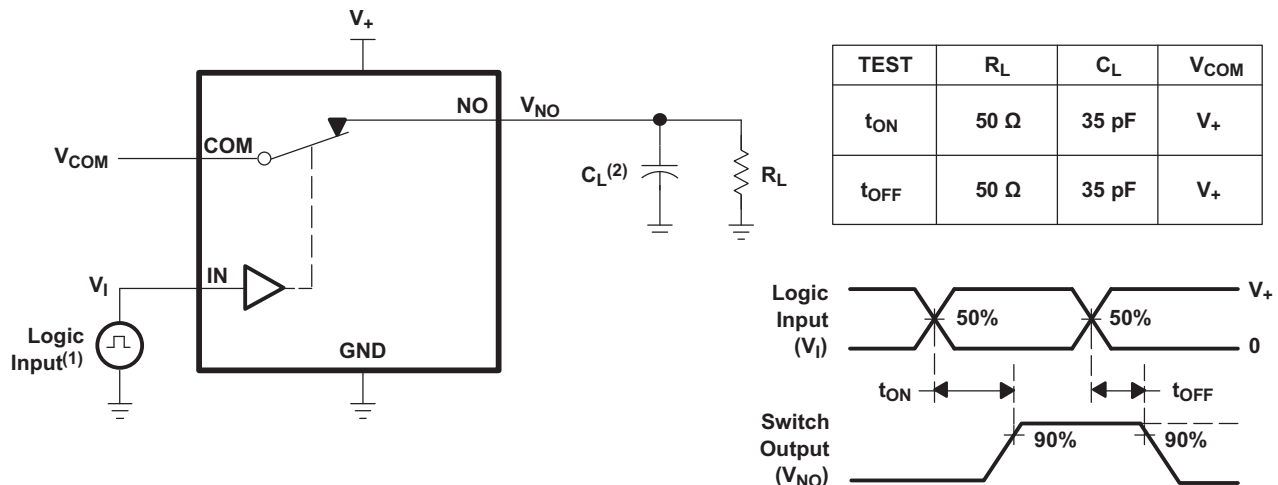 V+
NO
VNO
COM
VCOM
CL(2)
RL
IN
VI
Logic
Input(1)
GND
TEST RL CL VCOM
tON 50 Ω 35 pF V+
tOFF 50 Ω 35 pF V+
Logic
Input
(VI)
50%
50%
V+
0
tON
tOFF
Switch
Output
(VNO)
90%
90%